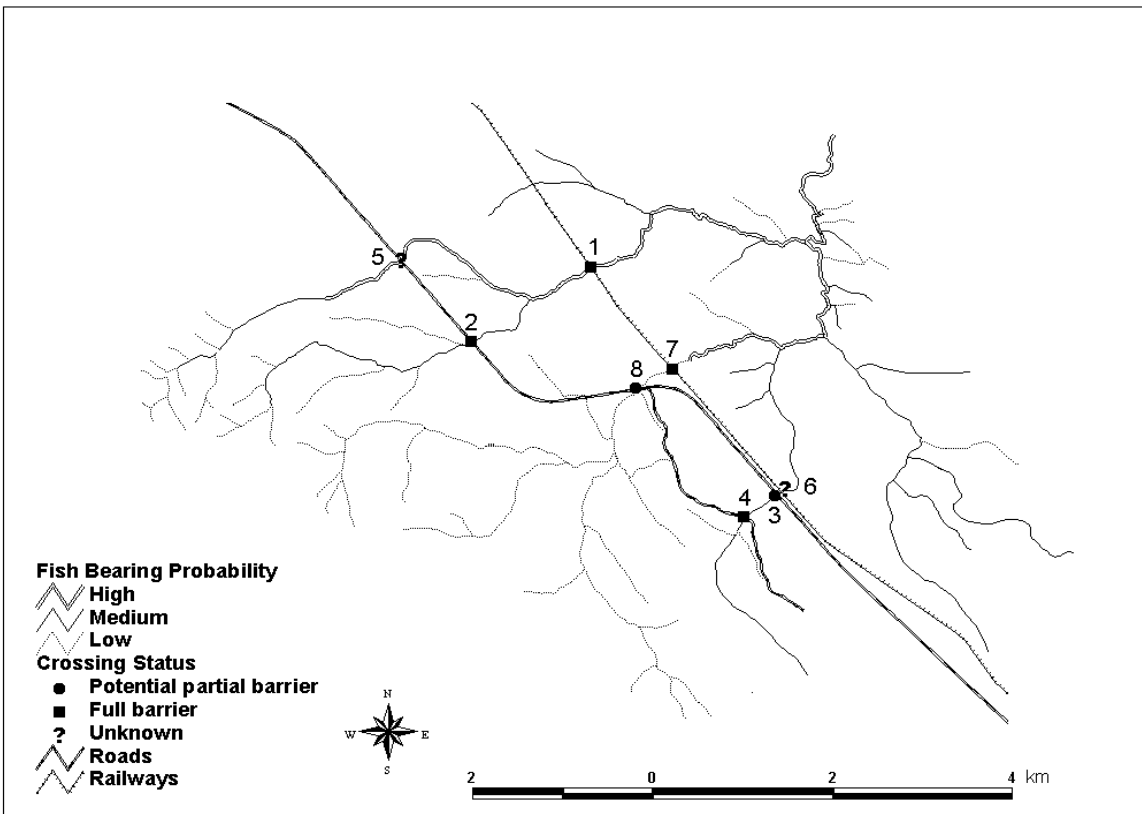 1
5
?
2
7
8
?
6
4
3
Fish Bearing Probability
High
Medium
Low
Crossing Status
Potential partial barrier
Full barrier
? Unknown
Roads
Railways
N
W E
S
2 0 2 4 km